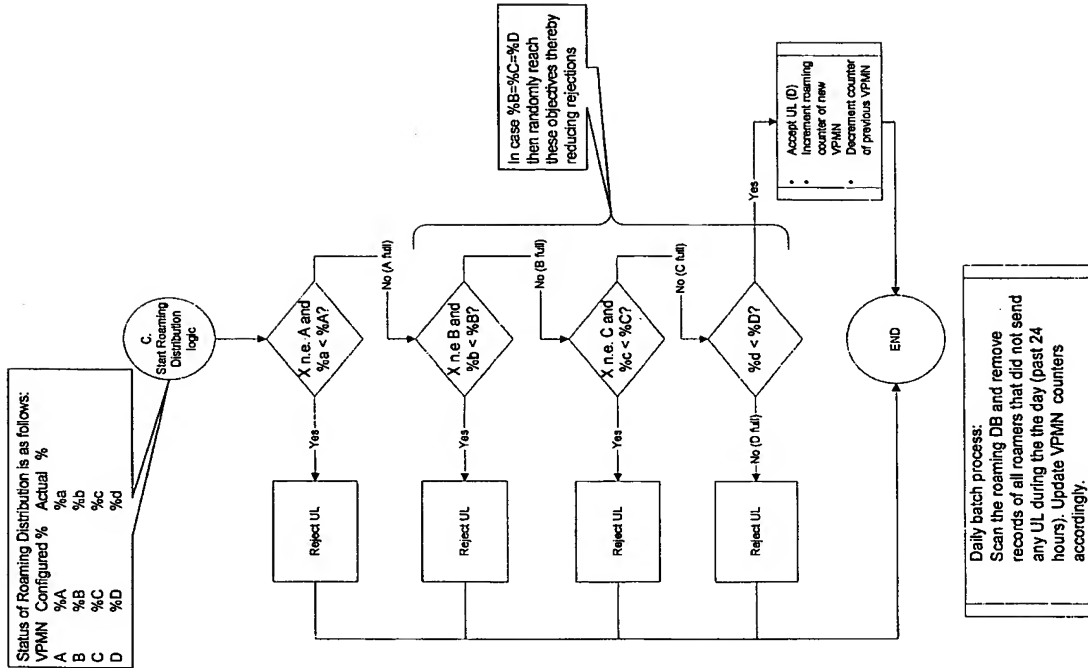 Status of Roaming Distribution is as follows:
VPMN Configured % Actual %
A %A %a
B %B %b
C %C %c
D %D %d
C.
Start Roaming
Distribution
logic
X n.e. A and
%a < %A?
Yes
Reject UL
No (A full)
X n.e B and
%b < %B?
Yes
Reject UL
No (B full)
X n.e. C and
%c < %C?
Yes
Reject UL
No (C full)
%d < %D?
No (D full)
Reject UL
Yes
In case %B=%C=%D
then randomly reach
these objectives thereby
reducing rejections
• Accept UL (D)
• Increment roaming
counter of new
VPMN
• Decrement counter
of previous VPMN
END
Daily batch process:
Scan the roaming DB and remove
records of all roamers that did not send
any UL during the the day (past 24
hours). Update VPMN counters
accordingly.